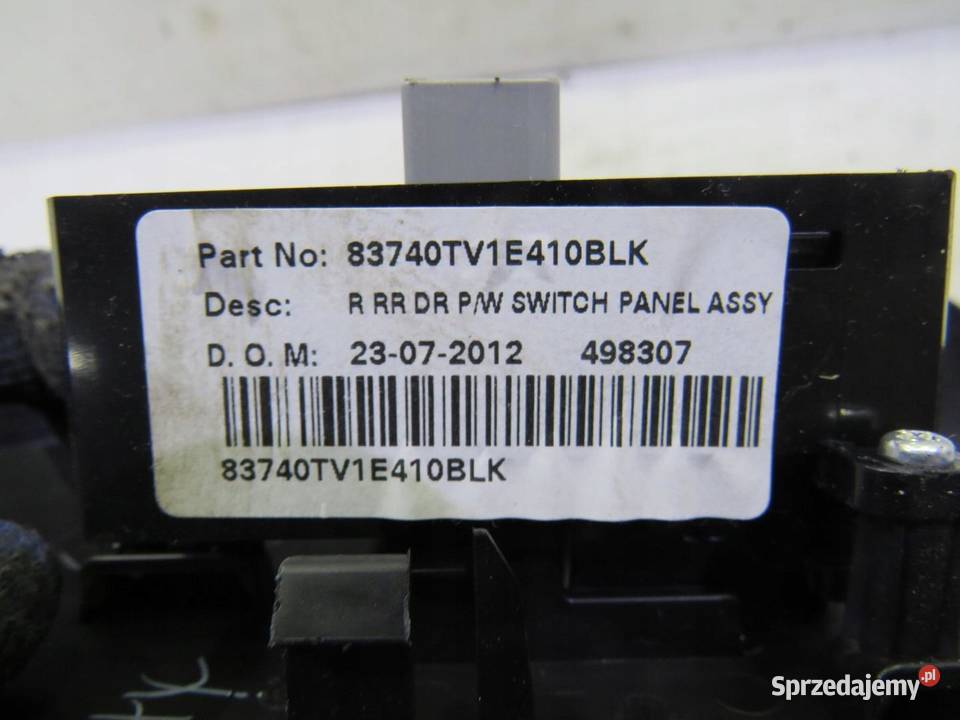 Part No: 83740TV1E410BLK
Desc: R RR DR P/W SWITCH PANEL ASSY
D. O. M: 23-07-2012 498307
83740TV1E410BLK
Sprzedajemy.pl